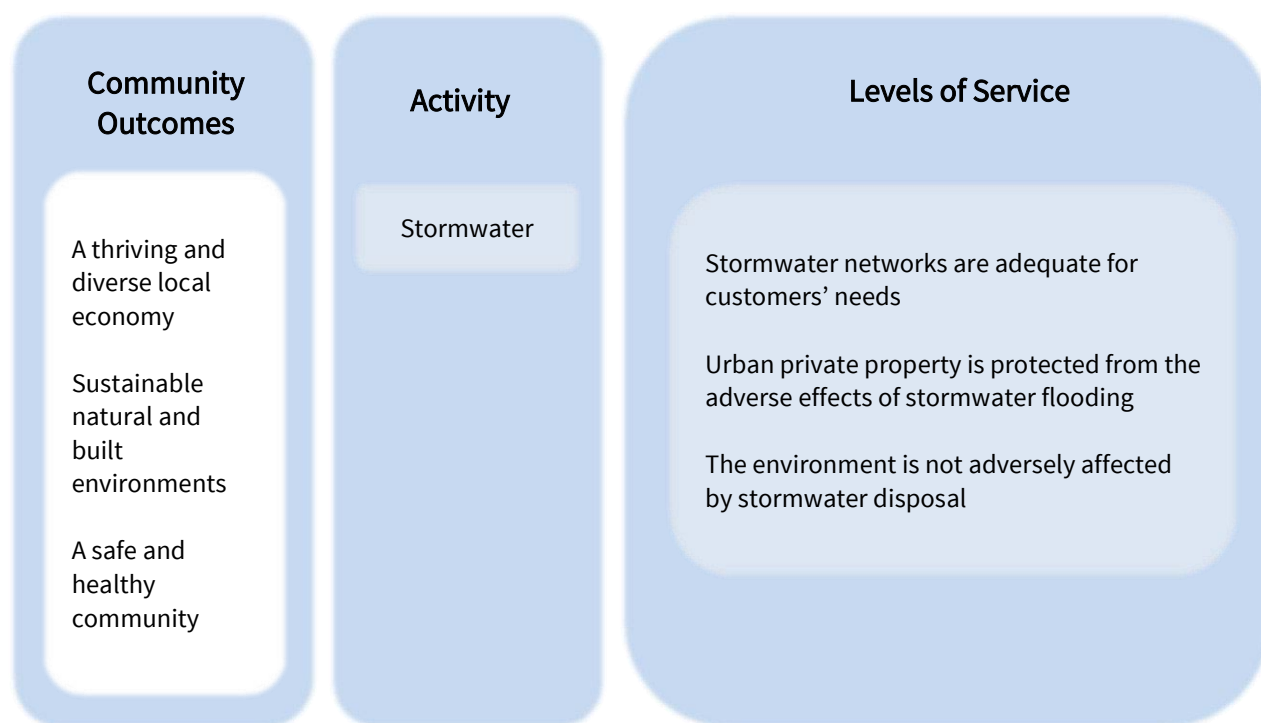 Community
Outcomes
A thriving and
diverse local
economy
Sustainable
natural and
built
environments
A safe and
healthy
community
Activity
Stormwater
Levels of Service
Stormwater networks are adequate for
customers’ needs
Urban private property is protected from the
adverse effects of stormwater flooding
The environment is not adversely affected
by stormwater disposal